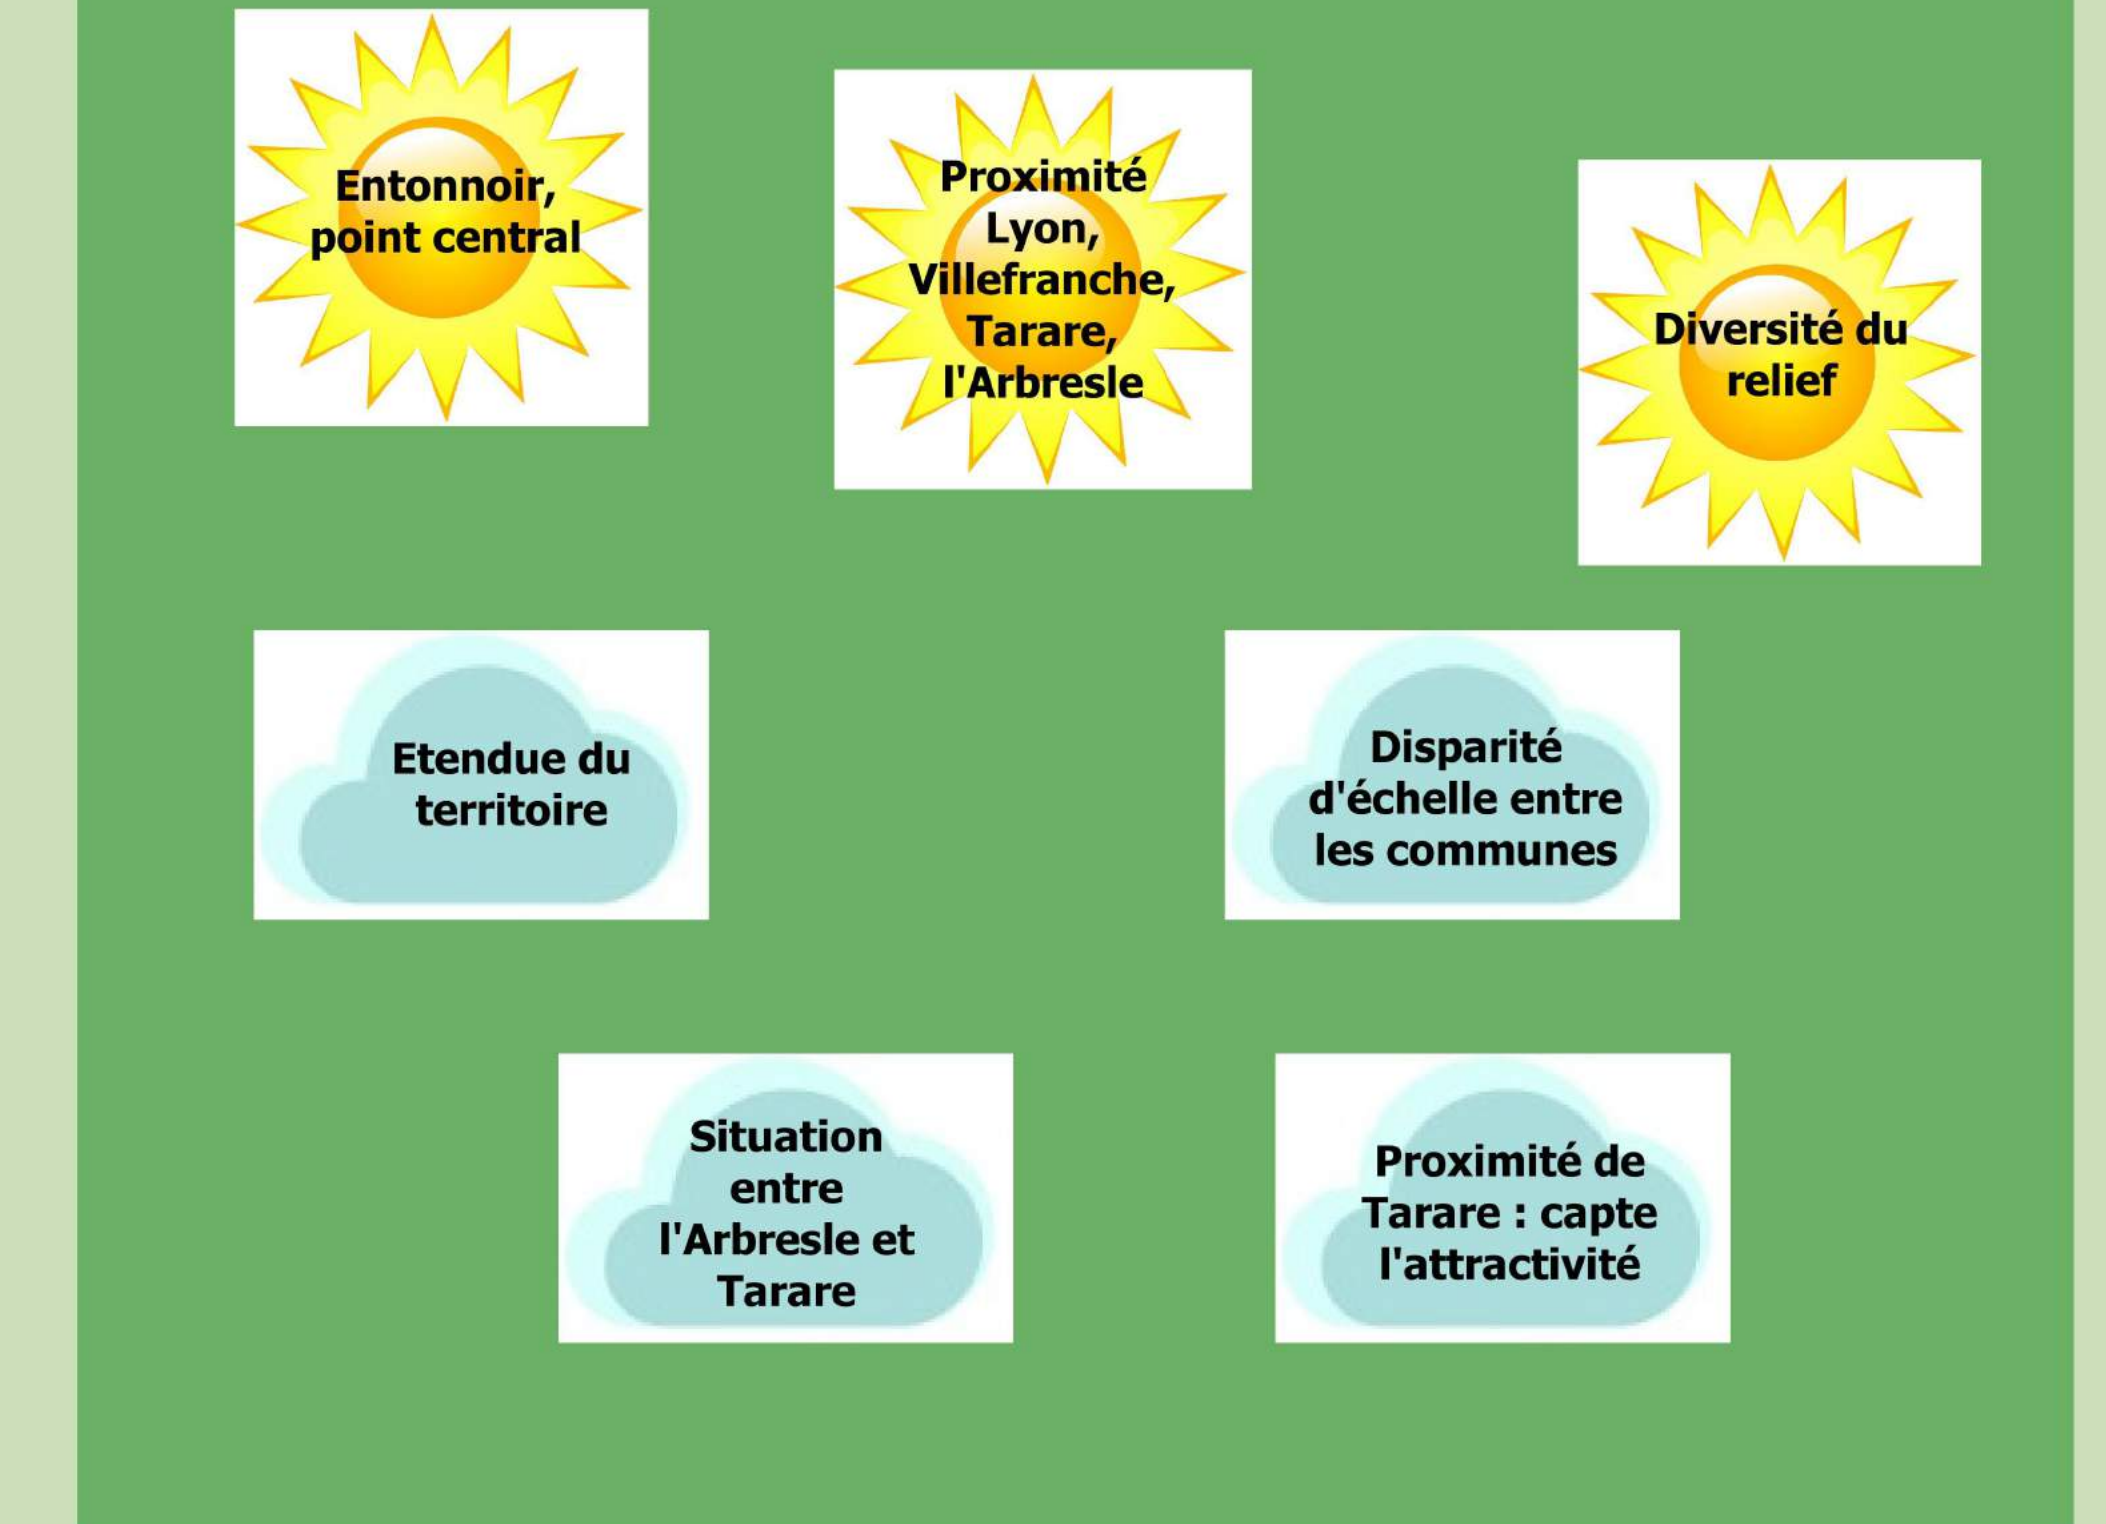 Entonnoir,
point central
Proximité
Lyon,
Villefranche,
Tarare,
l'Arbresle
Diversité du
relief
Etendue du
territoire
Disparité
d'échelle entre
les communes
Situation
entre
l'Arbresle et
Tarare
Proximité de
Tarare : capte
l'attractivité